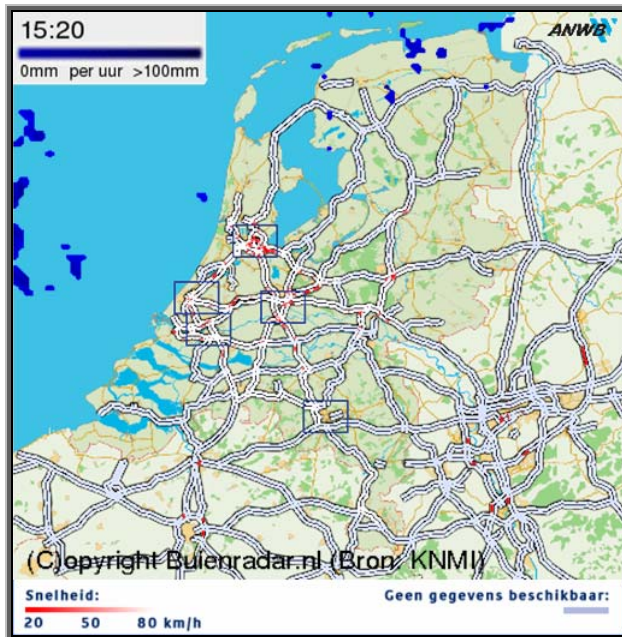 15:20
0mm per uur >100mm
ANWB
(C)opyright Buienradar.nl (Bron: KNMI)
Snelheid:
Geen gegevens beschikbaar:
20 50 80 km/h